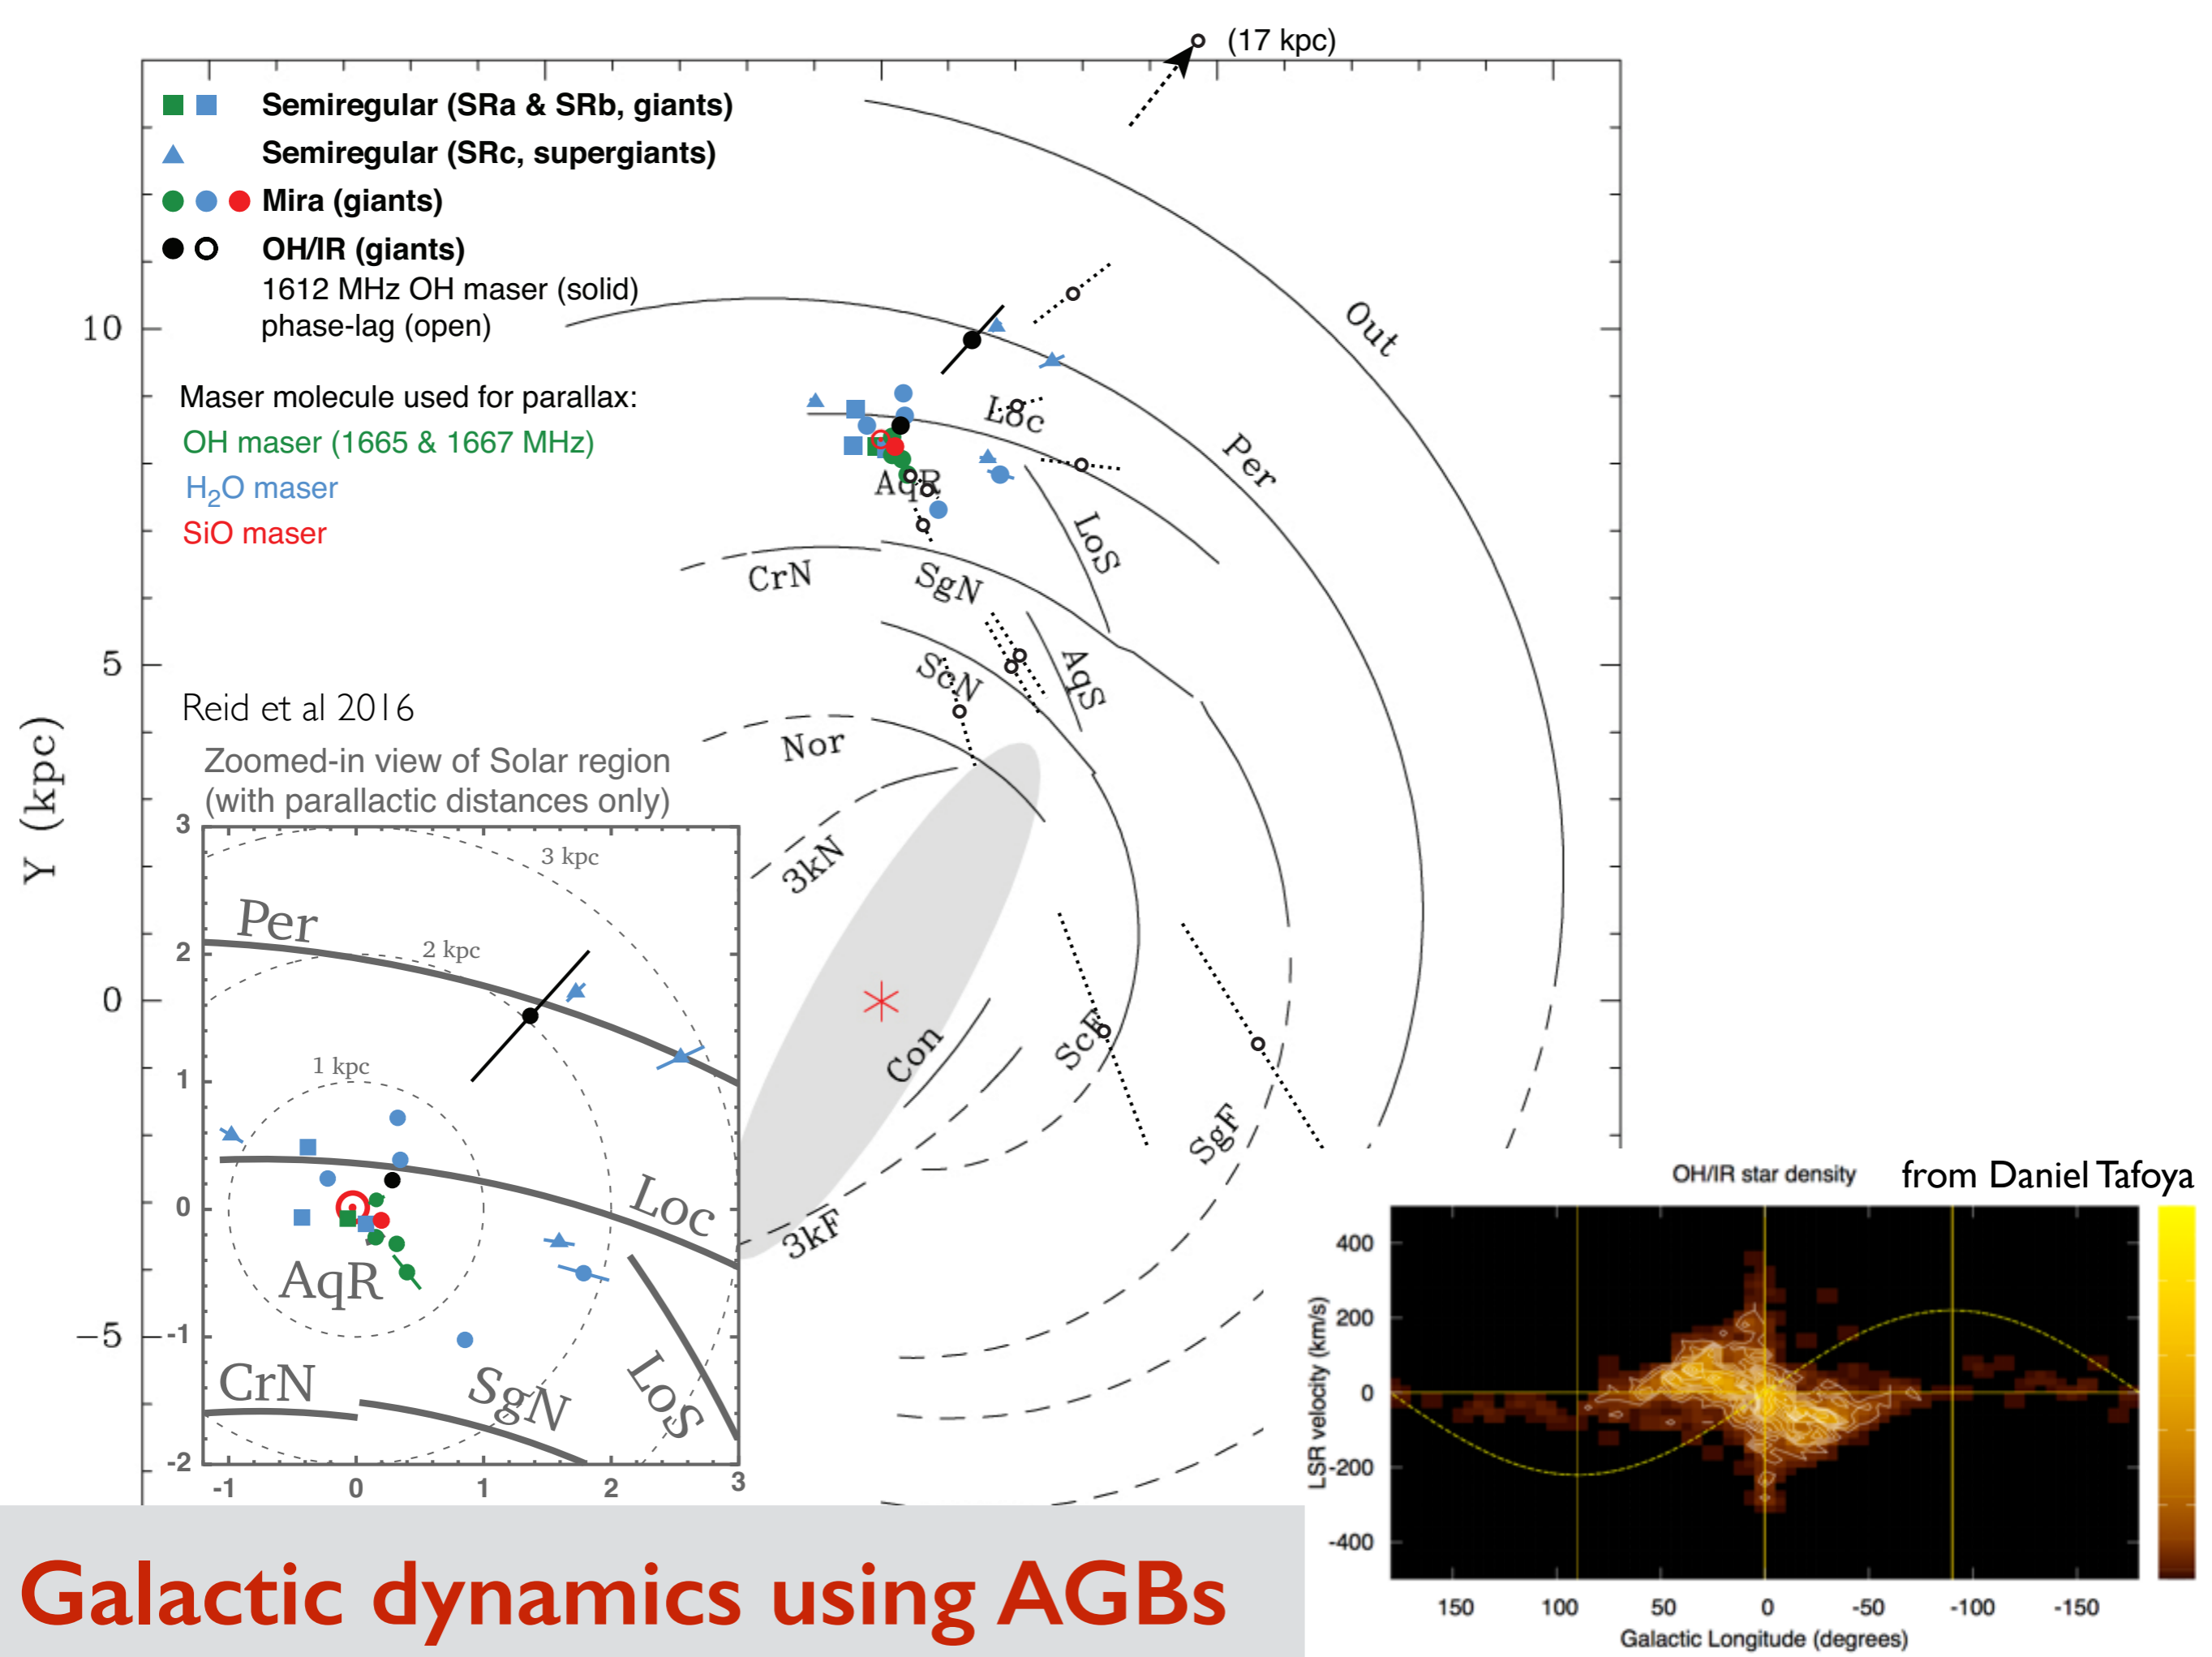 (17 kpc)
Semiregular (SRa & SRb, giants)
Semiregular (SRc, supergiants)
Mira (giants)
OH/IR (giants)
1612 MHz OH maser (solid)
phase-lag (open)
Maser molecule used for parallax:
OH maser (1665 & 1667 MHz)
H₂O maser
SiO maser
Out
Per
Loc
AqR
LoS
CrN
SgN
AqS
ScN
Nor
3kN
Con
ScF
SgF
3kF
10
5
0
−5
Y (kpc)
Reid et al 2016
Zoomed-in view of Solar region
(with parallactic distances only)
3
2
1
0
-1
-2
3 kpc
Per
2 kpc
1 kpc
Loc
AqR
CrN
SgN
LoS
-1
0
1
2
3
OH/IR star density
from Daniel Tafoya
400
200
0
-200
-400
LSR velocity (km/s)
150
100
50
0
-50
-100
-150
Galactic Longitude (degrees)
Galactic dynamics using AGBs